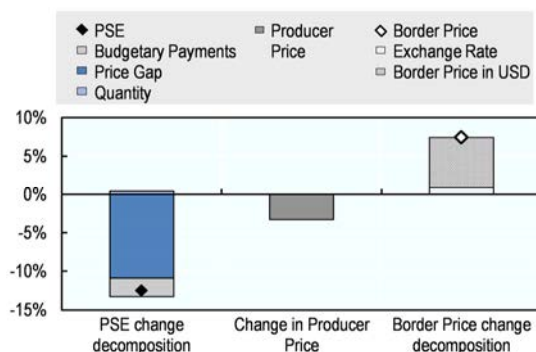 PSE
Budgetary Payments
Price Gap
Quantity
Producer
Price
Border Price
Exchange Rate
Border Price in USD
10%
5%
0%
-5%
-10%
-15%
PSE change
decomposition
Change in Producer
Price
Border Price change
decomposition